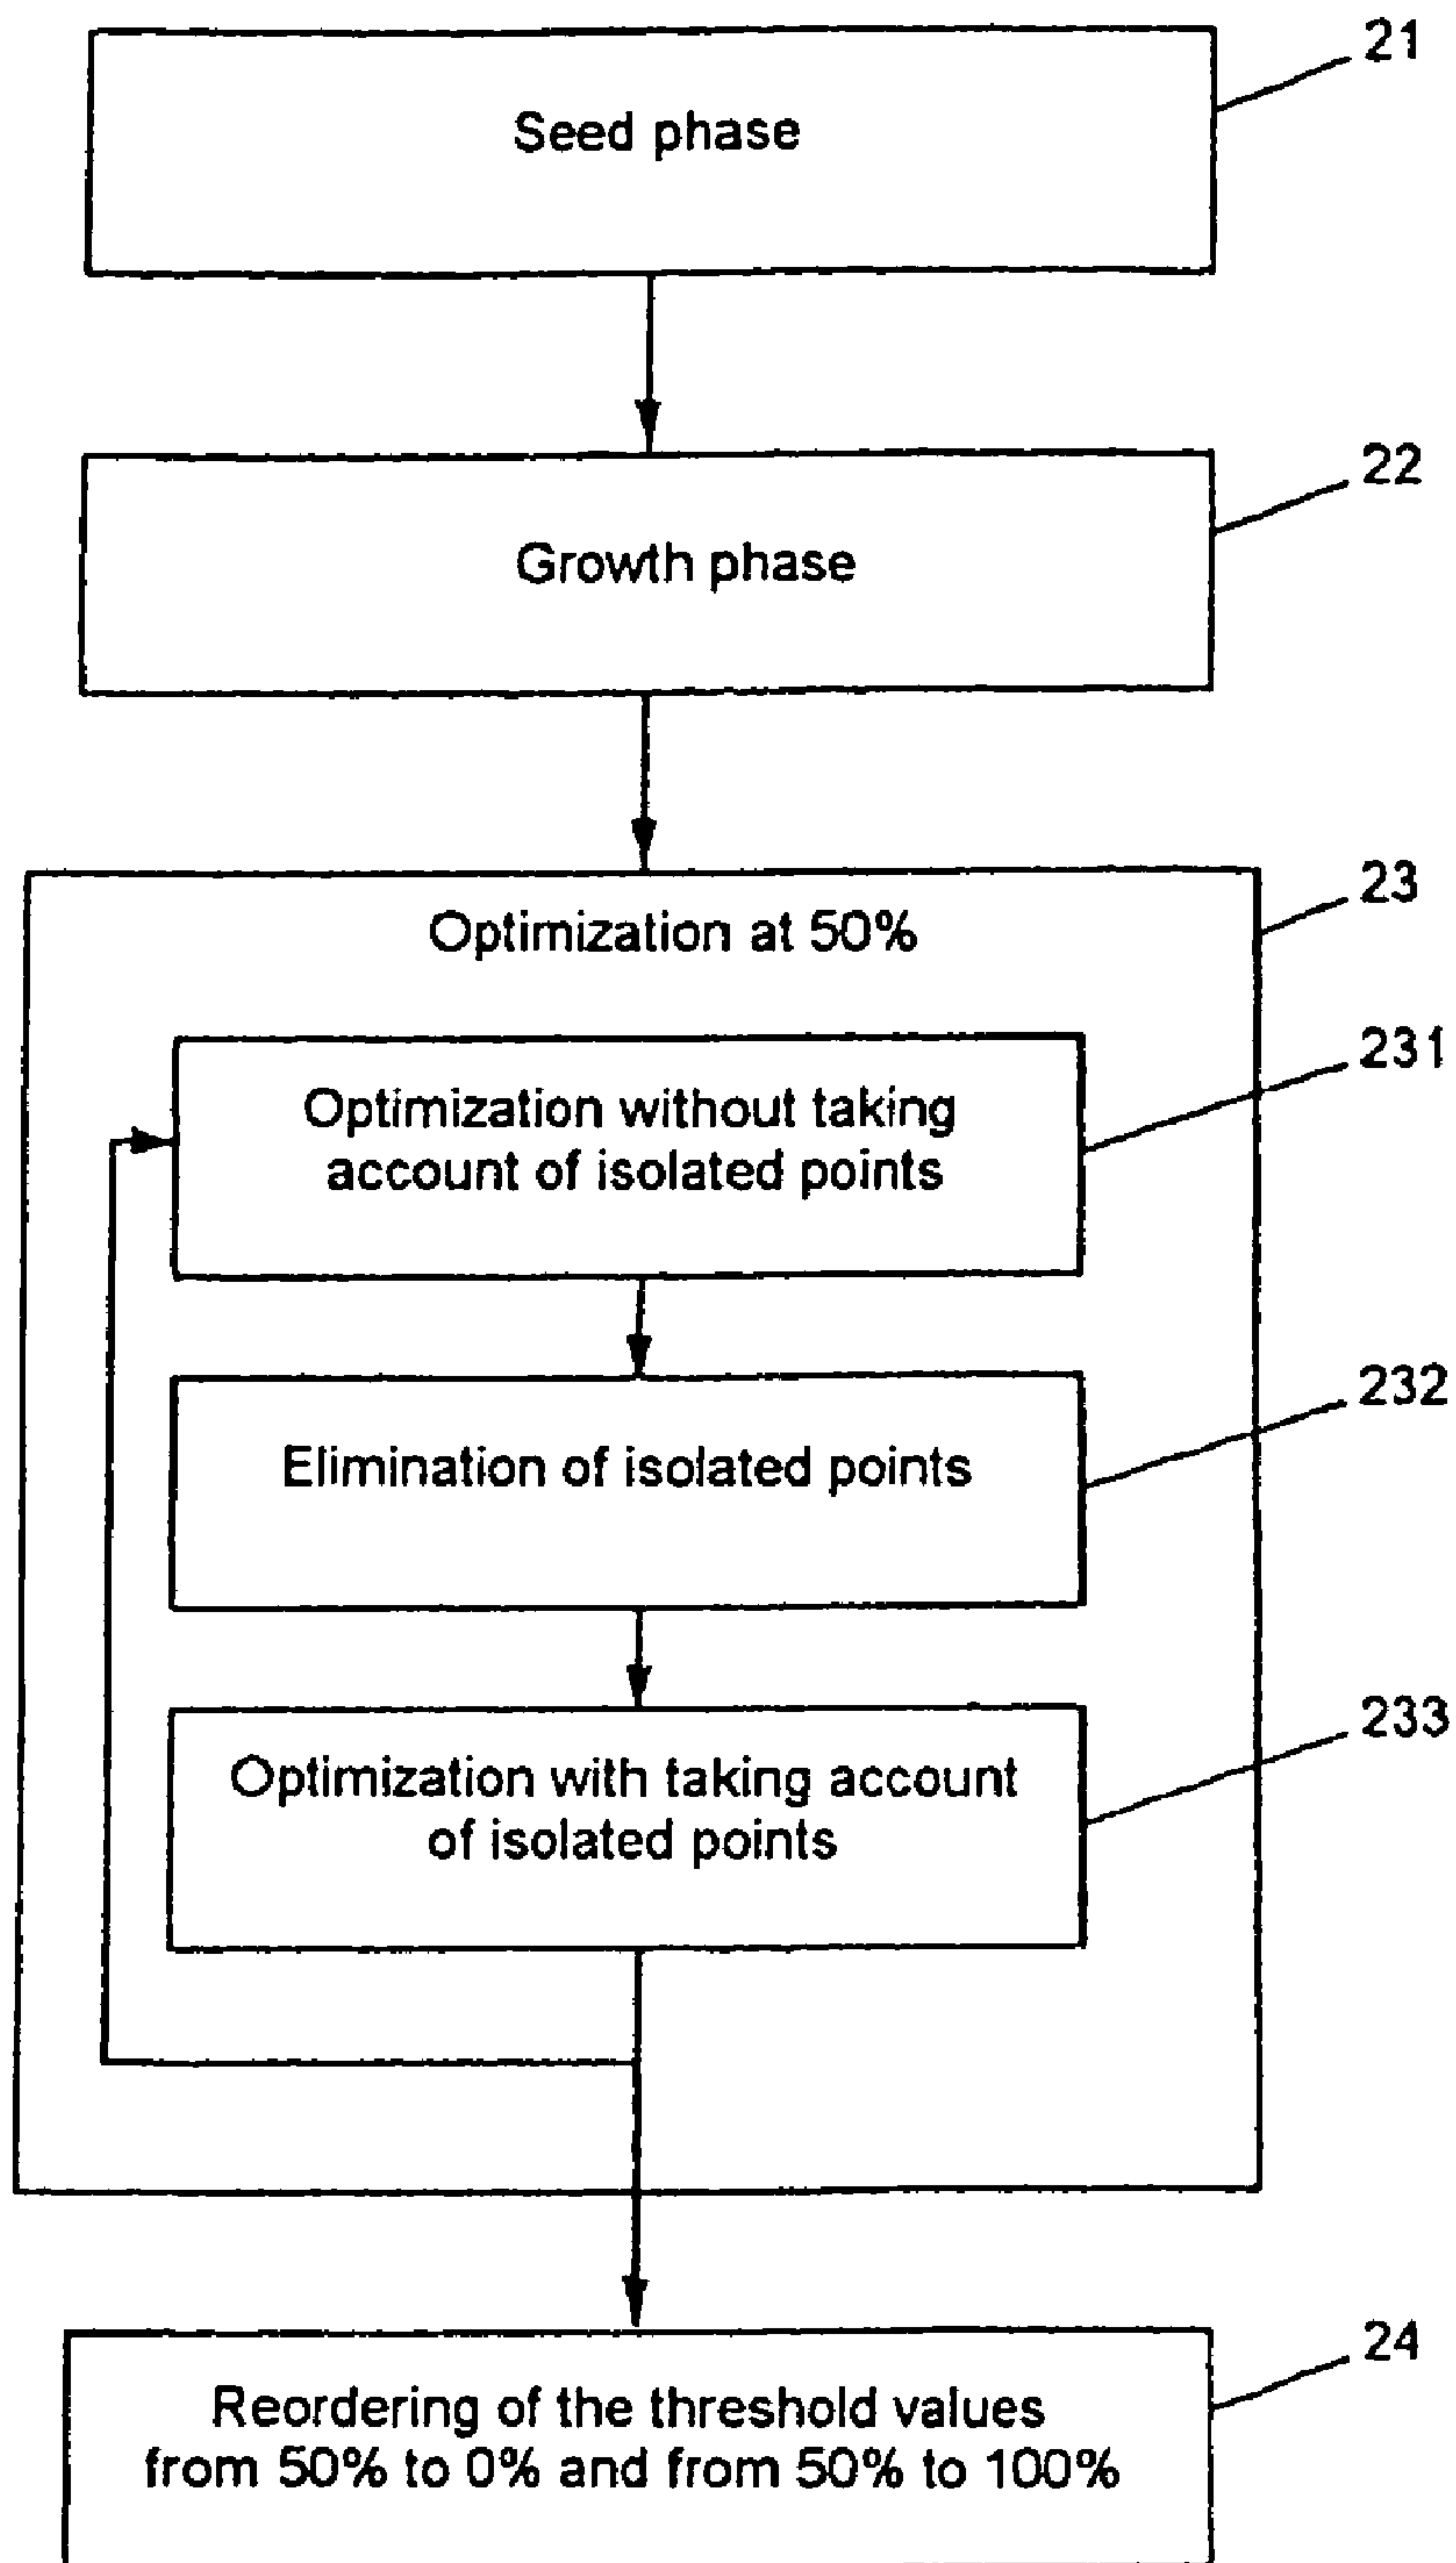 21
Seed phase
22
Growth phase
23
Optimization at 50%
231
Optimization without taking
account of isolated points
232
Elimination of isolated points
233
Optimization with taking account
of isolated points
24
Reordering of the threshold values
from 50% to 0% and from 50% to 100%